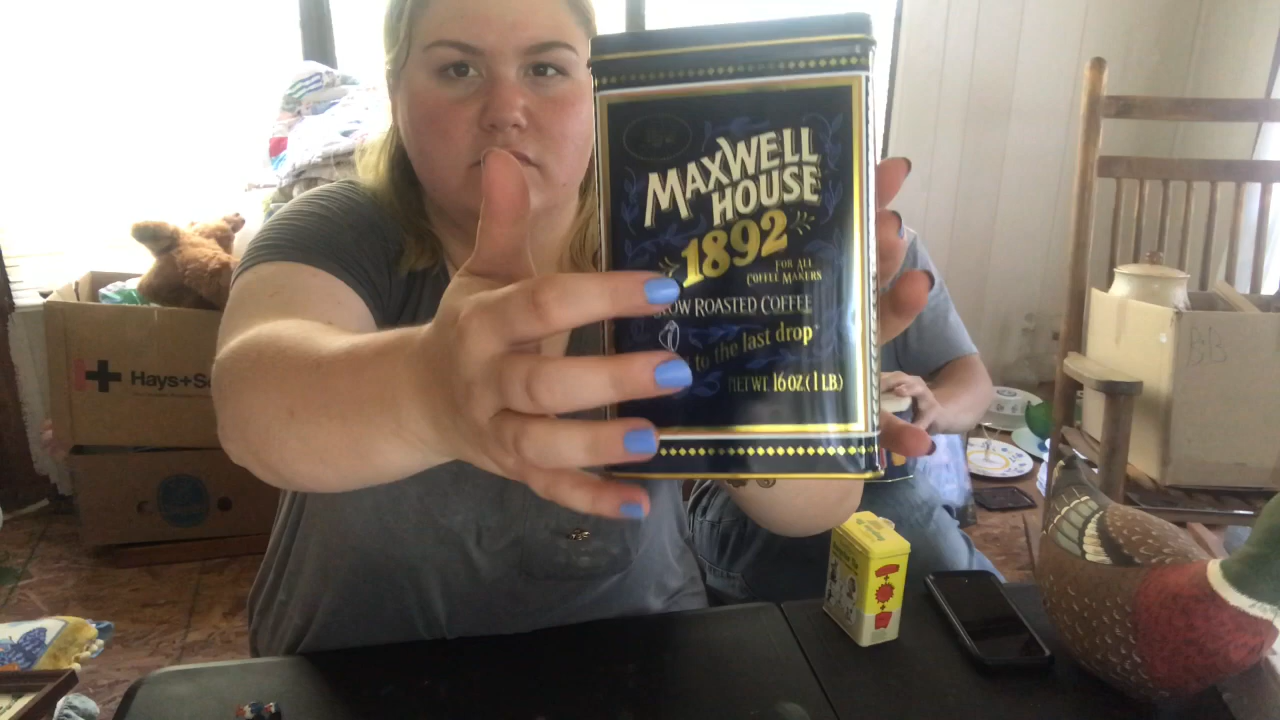 MAXWELL
HOUSE
1892
FOR ALL
COFFEE MAKERS
ROASTED COFFEE
to the last drop
NET WT. 16 OZ. (1 LB)
Hays+
BB